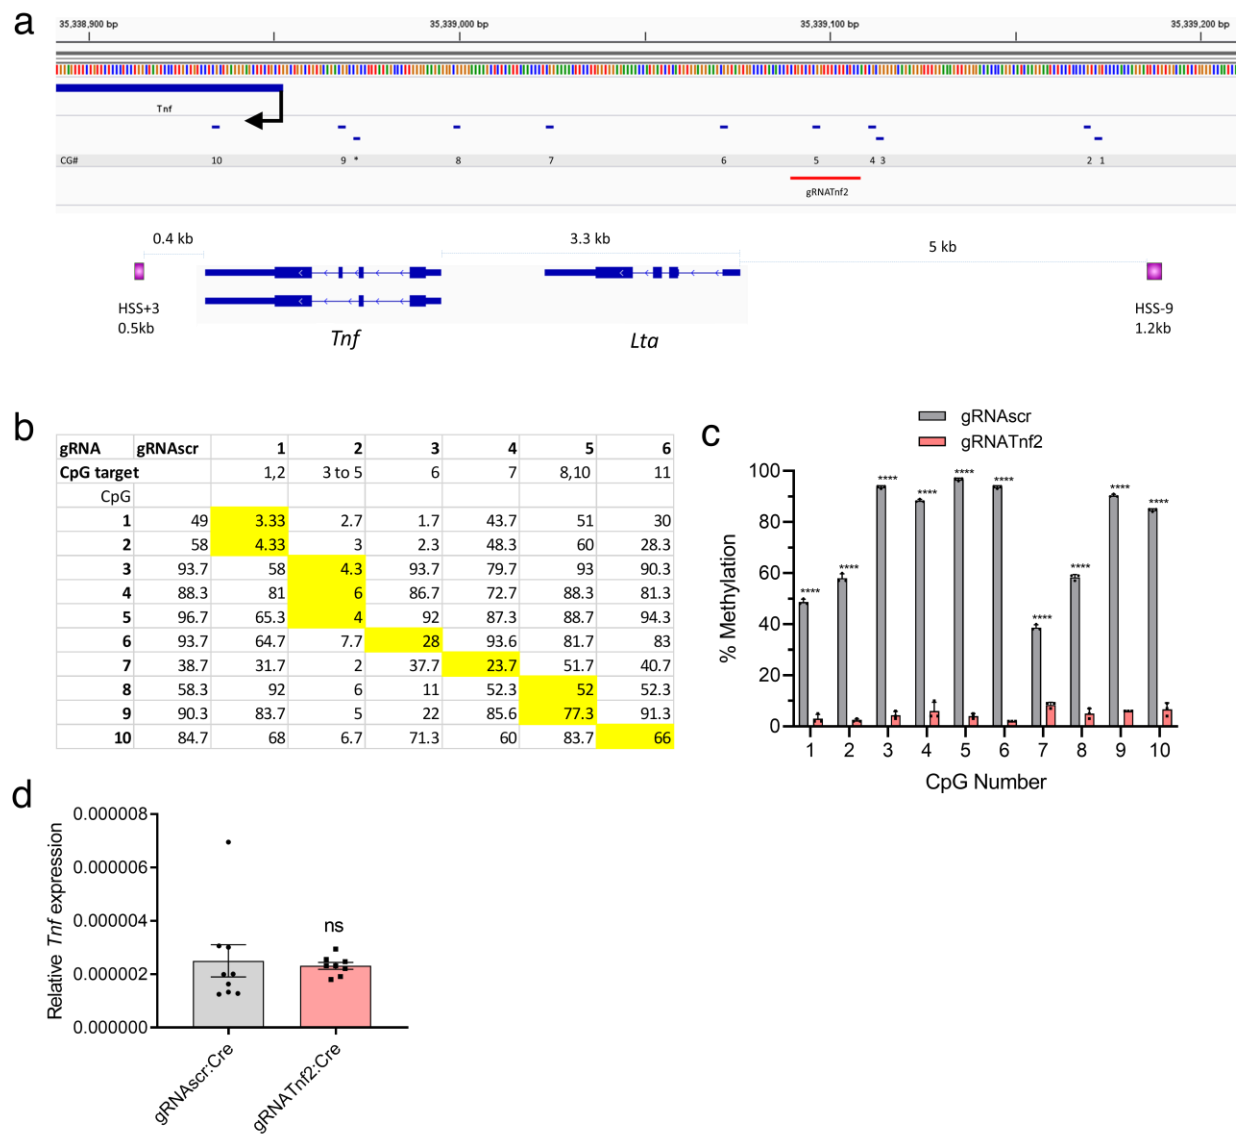 a
35,338,900 bp 35,339,000 bp 35,339,100 bp 35,339,200 bp
Tnf
CG# 10 9 * 8 7 6 5 4 3 2 1
gRNATnf2
0.4 kb 3.3 kb 5 kb
HSS+3 HSS-9
0.5kb 1.2kb
Tnf Lta
b
gRNA gRNAscr 1 2 3 4 5 6
CpG target 1,2 3 to 5 6 7 8,10 11
CpG
1 49 3.33 2.7 1.7 43.7 51 30
2 58 4.33 3 2.3 48.3 60 28.3
3 93.7 58 4.3 93.7 79.7 93 90.3
4 88.3 81 6 86.7 72.7 88.3 81.3
5 96.7 65.3 4 92 87.3 88.7 94.3
6 93.7 64.7 7.7 28 93.6 81.7 83
7 38.7 31.7 2 37.7 23.7 51.7 40.7
8 58.3 92 6 11 52.3 52 52.3
9 90.3 83.7 5 22 85.6 77.3 91.3
10 84.7 68 6.7 71.3 60 83.7 66
c
gRNAscr
gRNATnf2
% Methylation
100
80
60
40
20
0
**** **** **** **** **** **** **** **** **** ****
1 2 3 4 5 6 7 8 9 10
CpG Number
d
Relative Tnf expression
0.000008
0.000006
0.000004
0.000002
0.000000
ns
gRNAscr:Cre
gRNATnf2:Cre